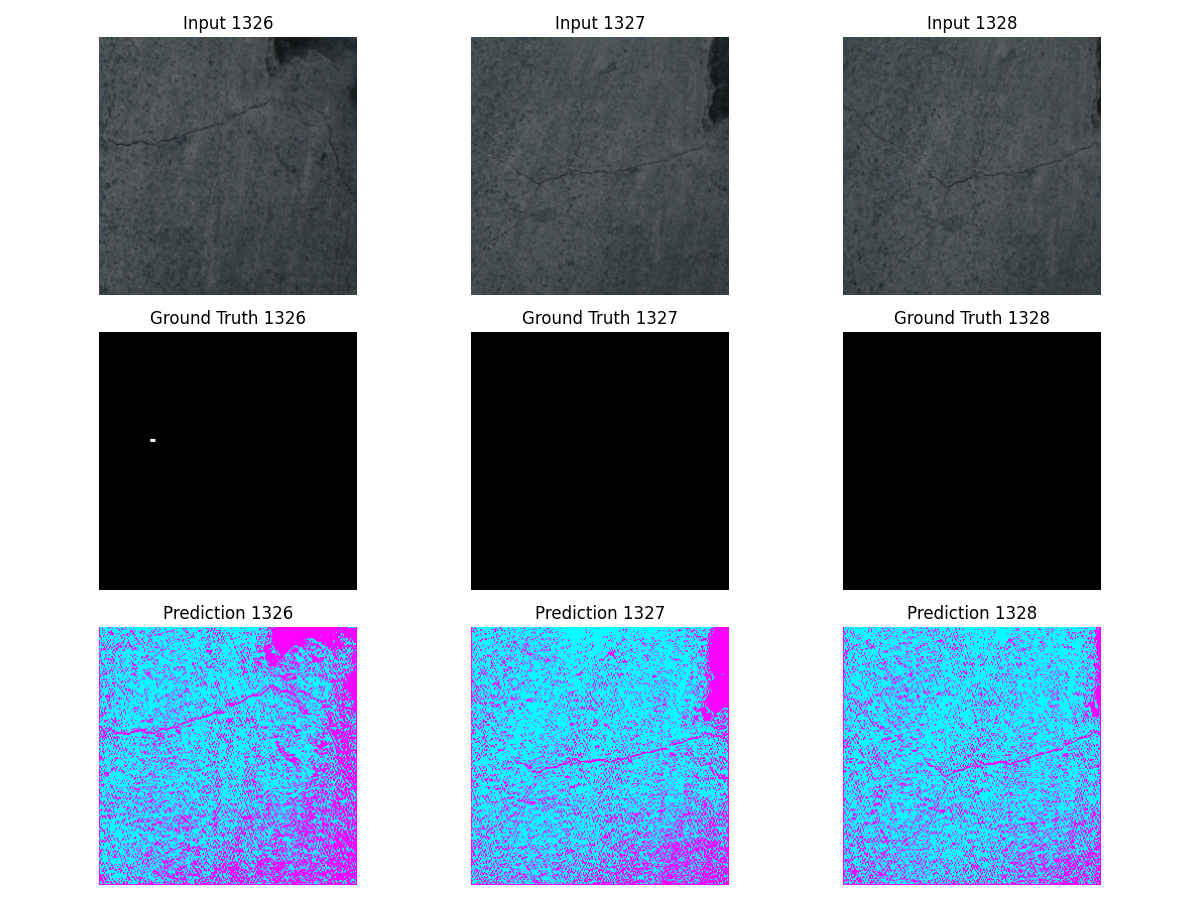 Input 1326
Input 1327
Input 1328
Ground Truth 1326
Ground Truth 1327
Ground Truth 1328
Prediction 1326
Prediction 1327
Prediction 1328